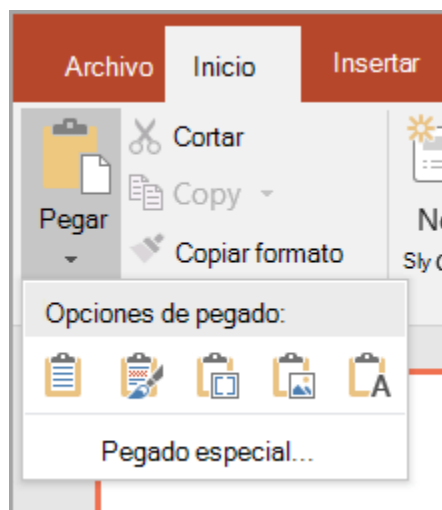 Archivo Inicio Insertar
Cortar
Copy
Pegar
Copiar formato
Opciones de pegado:
A
Pegado especial...